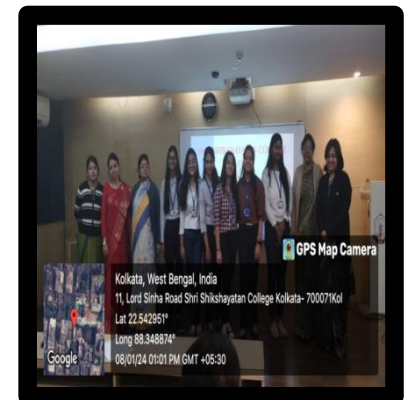 GPS Map Camera
Kolkata, West Bengal, India
11, Lord Sinha Road Shri Shikshayatan College Kolkata- 700071Kol
Lat 22.542951°
Long 88.348874°
08/01/24 01:01 PM GMT +05:30
Google